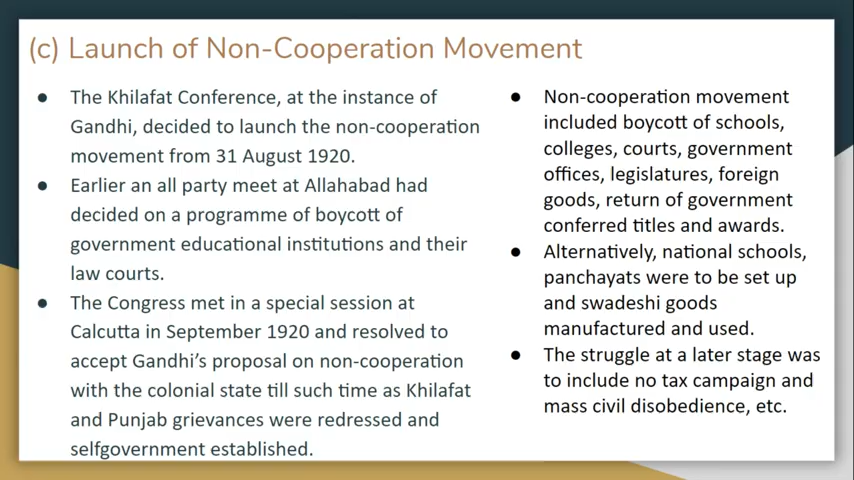 (c) Launch of Non-Cooperation Movement
● The Khilafat Conference, at the instance of
Gandhi, decided to launch the non-cooperation
movement from 31 August 1920.
● Earlier an all party meet at Allahabad had
decided on a programme of boycott of
government educational institutions and their
law courts.
● The Congress met in a special session at
Calcutta in September 1920 and resolved to
accept Gandhi's proposal on non-cooperation
with the colonial state till such time as Khilafat
and Punjab grievances were redressed and
selfgovernment established.
● Non-cooperation movement
included boycott of schools,
colleges, courts, government
offices, legislatures, foreign
goods, return of government
conferred titles and awards.
● Alternatively, national schools,
panchayats were to be set up
and swadeshi goods
manufactured and used.
● The struggle at a later stage was
to include no tax campaign and
mass civil disobedience, etc.